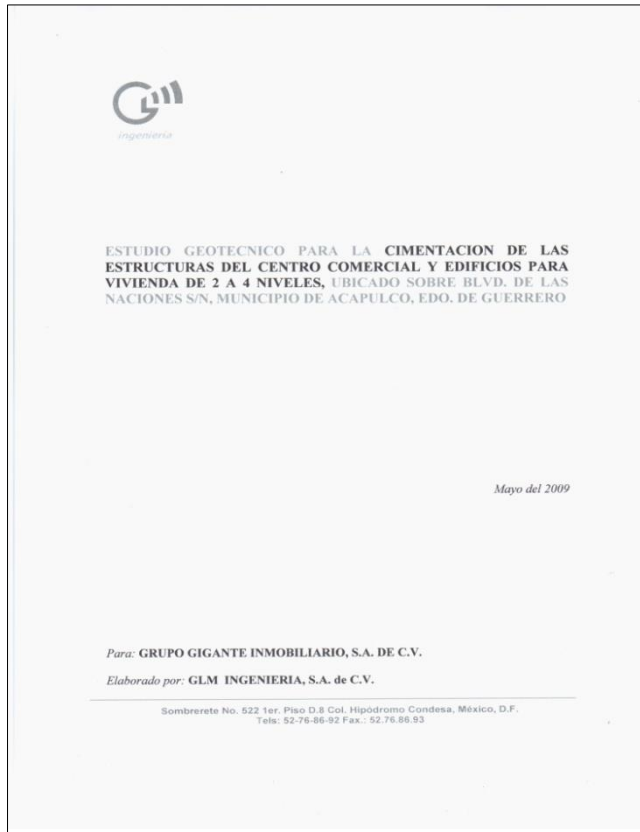 ingeniería
ESTUDIO GEOTECNICO PARA LA CIMENTACION DE LAS
ESTRUCTURAS DEL CENTRO COMERCIAL Y EDIFICIOS PARA
VIVIENDA DE 2 A 4 NIVELES, UBICADO SOBRE BLVD. DE LAS
NACIONES S/N, MUNICIPIO DE ACAPULCO, EDO. DE GUERRERO
Mayo del 2009
Para: GRUPO GIGANTE INMOBILIARIO, S.A. DE C.V.
Elaborado por: GLM INGENIERIA, S.A. de C.V.
Sombrerete No. 522 1er. Piso D.8 Col. Hipódromo Condesa, México, D.F.
Tels: 52-76-86-92 Fax.: 52.76.86.93